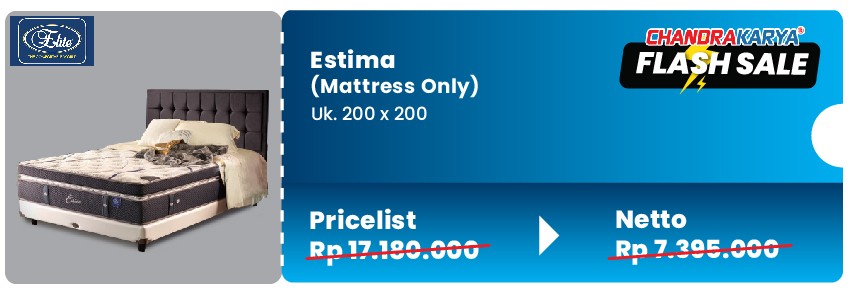 Elite
Estima
(Mattress Only)
Uk. 200 x 200
CHANDRAKARYA®
FLASH SALE
Pricelist
Rp 17.180.000
Netto
Rp 7.395.000